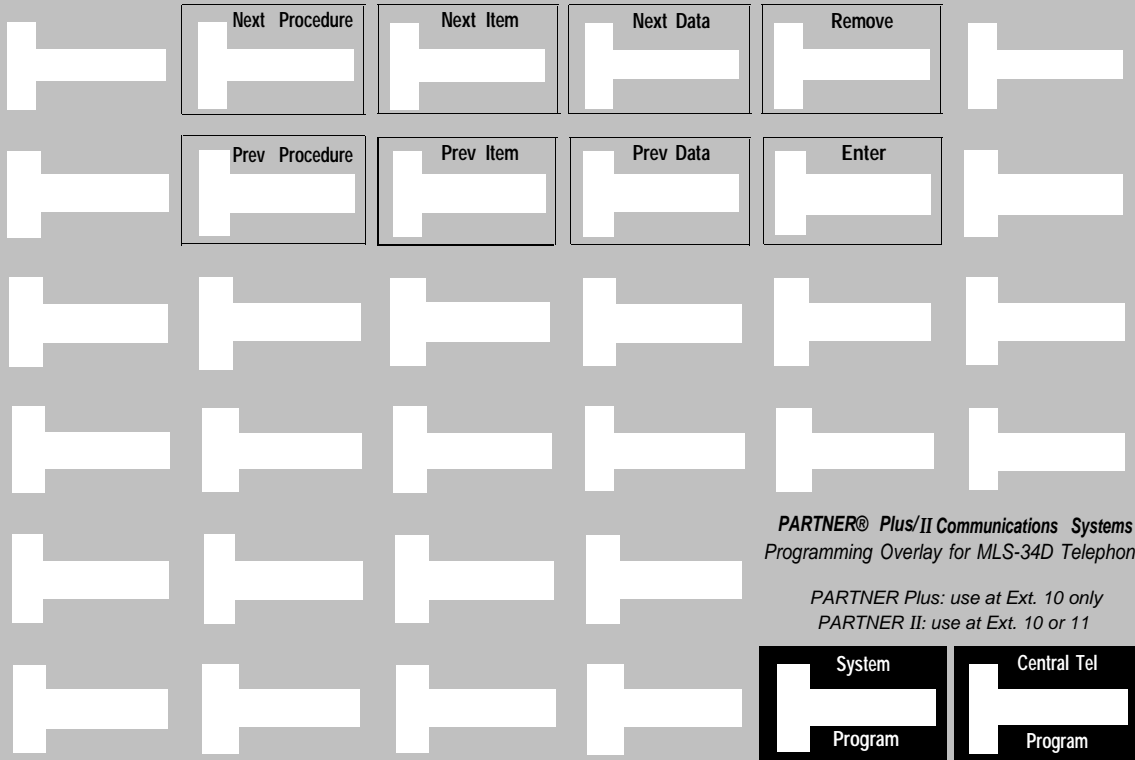 Next Procedure
Next Item
Next Data
Remove
Prev Procedure
Prev Item
Prev Data
Enter
PARTNER® Plus/II Communications Systems
Programming Overlay for MLS-34D Telephon
PARTNER Plus: use at Ext. 10 only
PARTNER II: use at Ext. 10 or 11
System
Program
Central Tel
Program